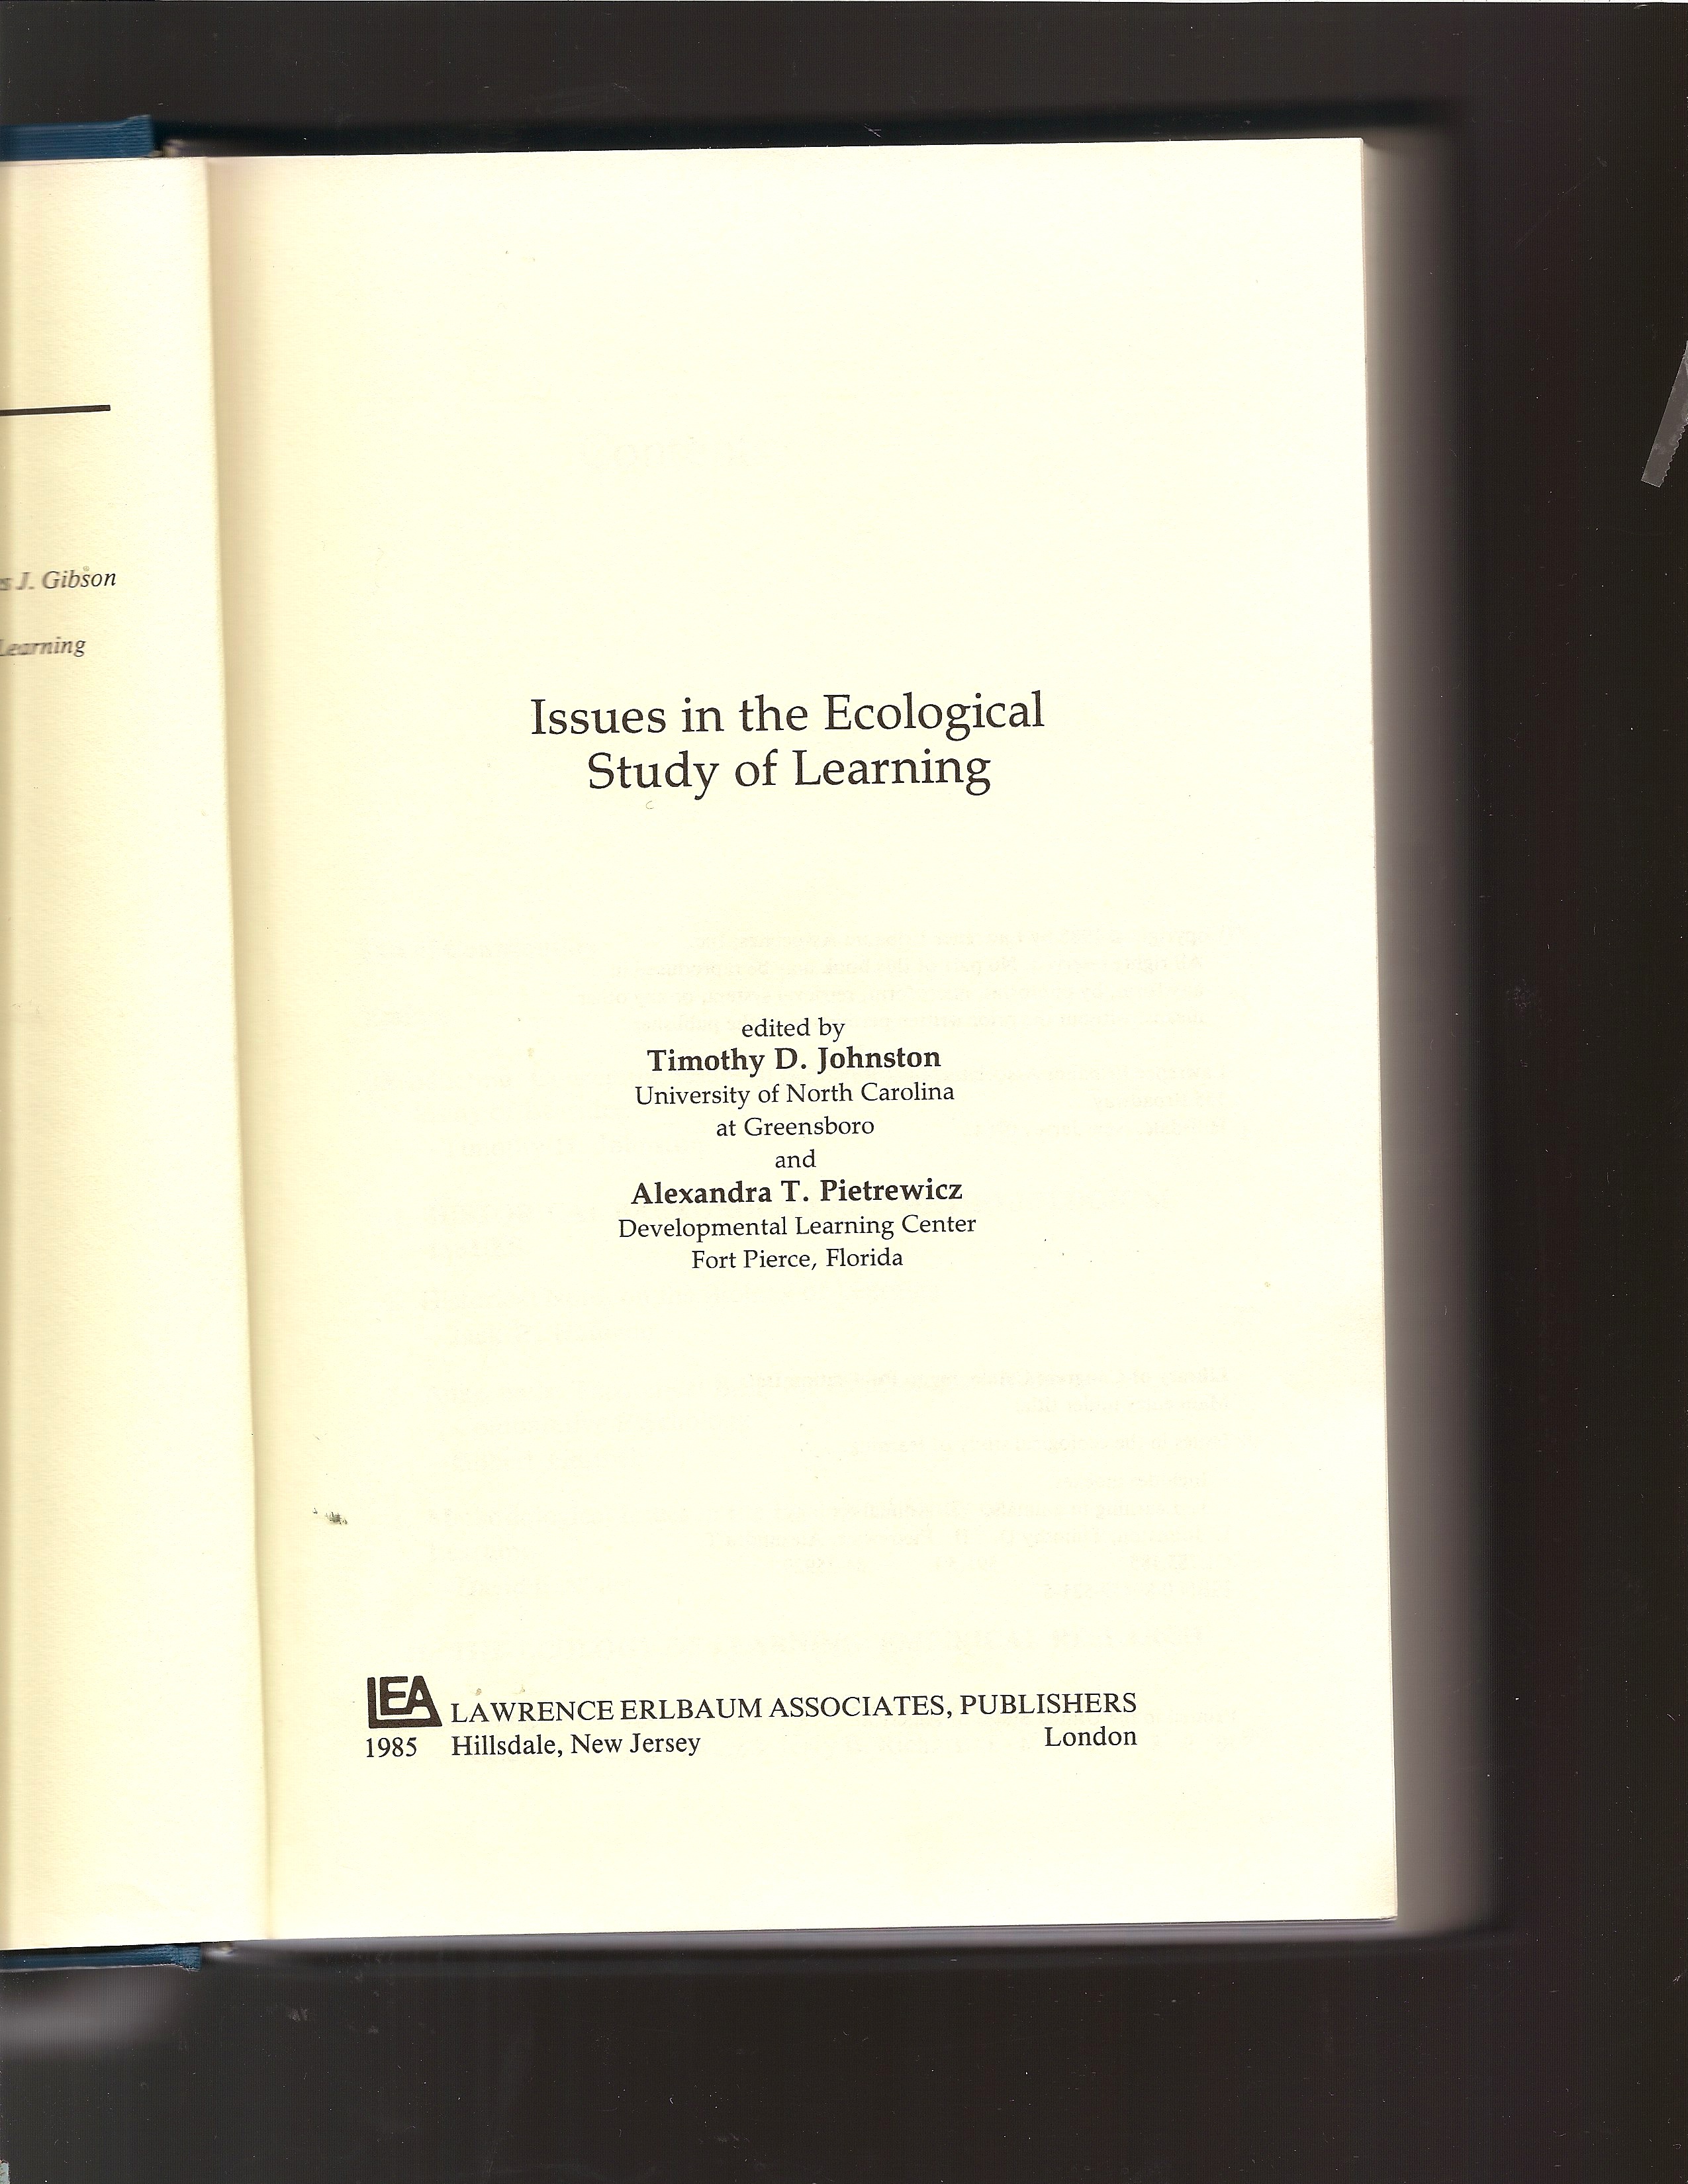 J. Gibson
Learning
Issues in the Ecological
Study of Learning
edited by
Timothy D. Johnston
University of North Carolina
at Greensboro
and
Alexandra T. Pietrewicz
Developmental Learning Center
Fort Pierce, Florida
LEA LAWRENCE ERLBAUM ASSOCIATES, PUBLISHERS
1985 Hillsdale, New Jersey London